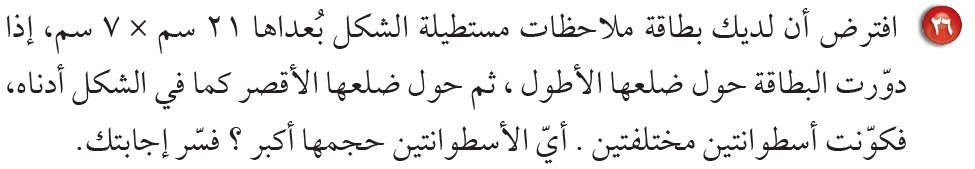 ٢٦ افترض أن لديك بطاقة ملاحظات مستطيلة الشكل بُعداها ٢١ سم × ٧ سم، إذا
دوّرت البطاقة حول ضلعها الأطول ، ثم حول ضلعها الأقصر كما في الشكل أدناه،
فكوّنت أسطوانتين مختلفتين . أيّ الأسطوانتين حجمها أكبر ؟ فسّر إجابتك.